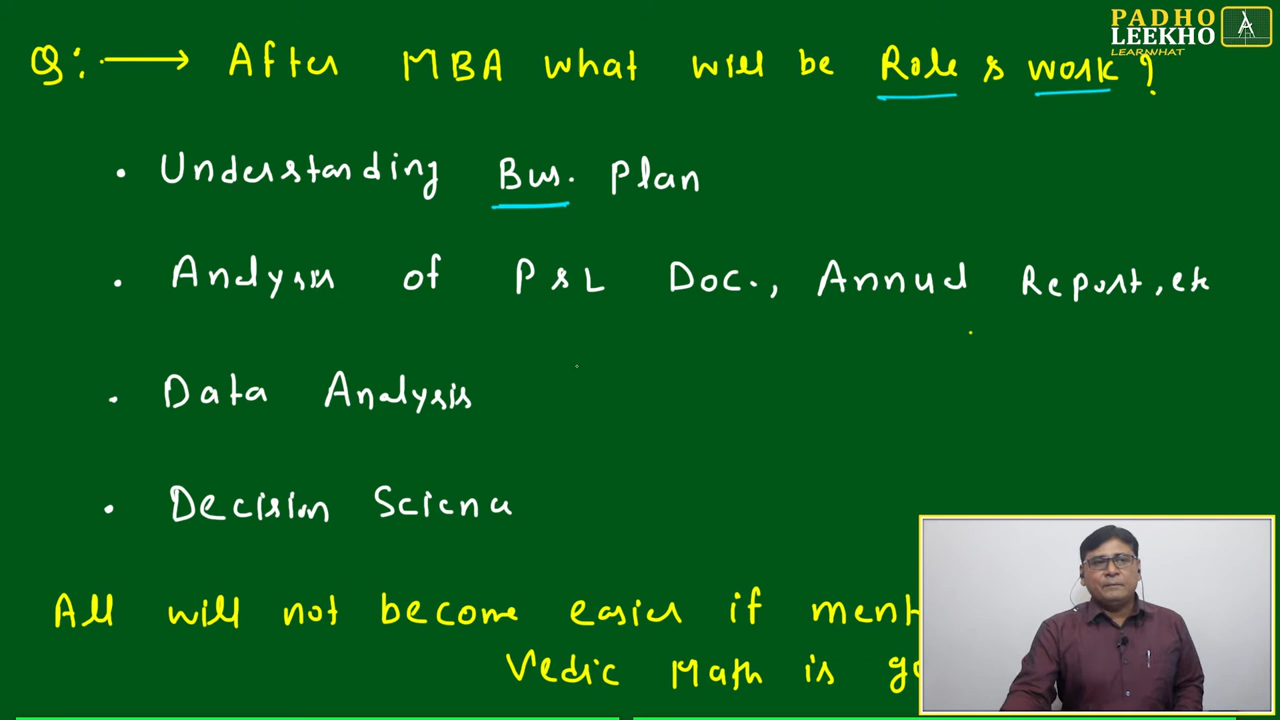 PADHO
LEEKHO
LEARNWHAT
Q: → After MBA what will be Role & work?
• Understanding Bus. Plan
• Analysis of P & L Doc., Annual Report, etc
• Data Analysis
• Decision Science
All will not become easier if
Vedic Math is